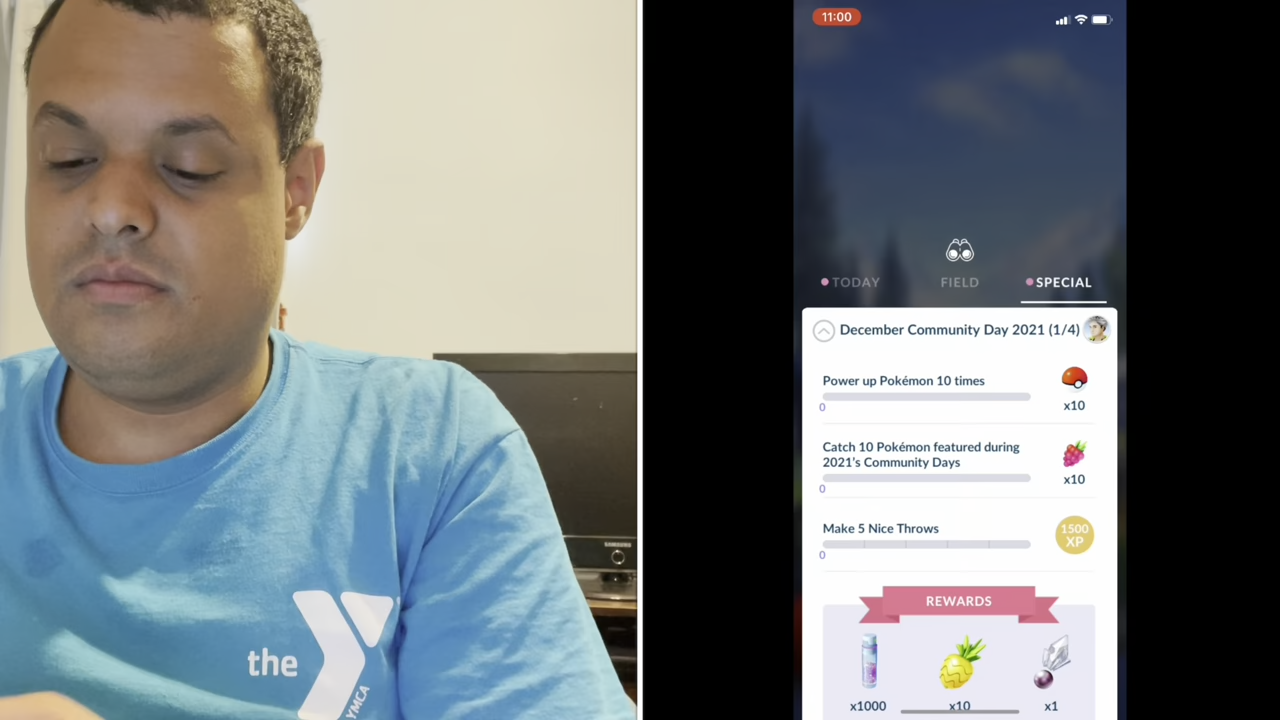 the
YMCA
SAMSUNG
11:00
TODAY
FIELD
SPECIAL
December Community Day 2021 (1/4)
Power up Pokémon 10 times
0
x10
Catch 10 Pokémon featured during
2021's Community Days
0
x10
Make 5 Nice Throws
0
1500
XP
REWARDS
x1000
x10
x1